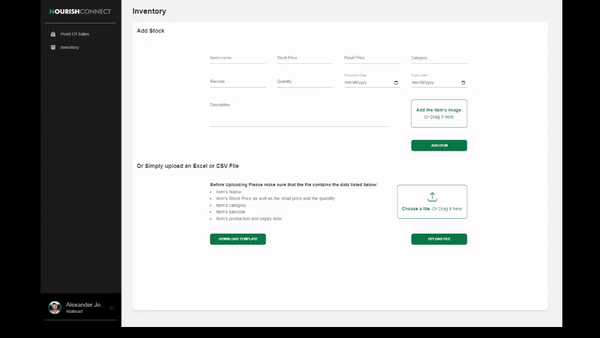 NOURISHCONNECT
Point Of Sales
Inventory
Alexander Jo .
Walmart
Inventory
Add Stock
Item's name
Stock Price
Retail Price
Category
Barcode
Quantity
Production Date
mm/dd/yyyy
Expiry Date
mm/dd/yyyy
Description
Add the item's image.
Or Drag it here.
ADD ITEM
Or Simply upload an Excel or CSV File
Before Uploading Please make sure that the file contains the data listed below:
• Item's Name
• Item's Stock Price as well as the retail price and the quantity
• item's category
• item's barcode
• item's production and expiry date
Choose a file. Or Drag it here
DOWNLOAD TEMPLATE
UPLOAD FILE